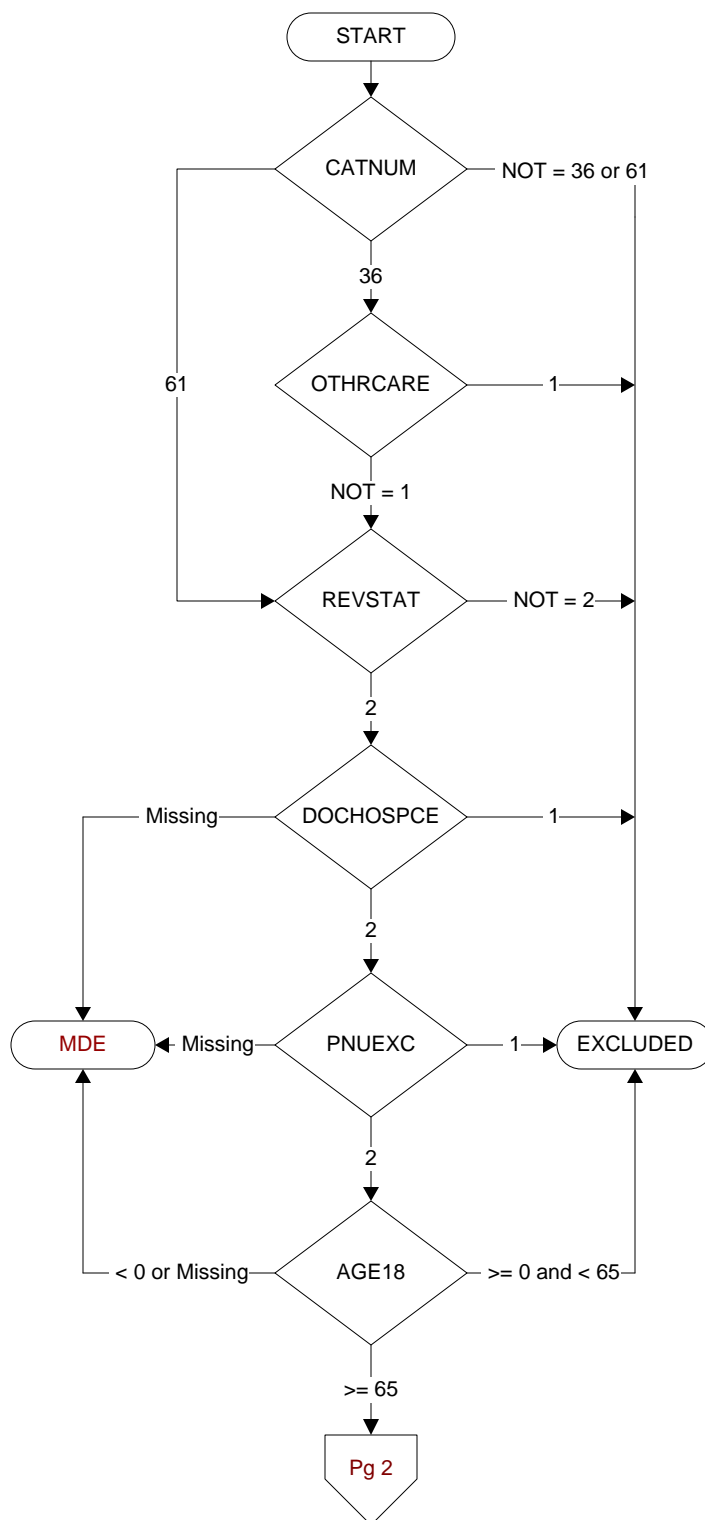 START
CATNUM
NOT = 36 or 61
36
61
OTHRCARE
1
NOT = 1
REVSTAT
NOT = 2
2
Missing
DOCHOSPCE
1
2
MDE
Missing
PNUEXC
1
EXCLUDED
2
< 0 or Missing
AGE18
>= 0 and < 65
>= 65
Pg 2